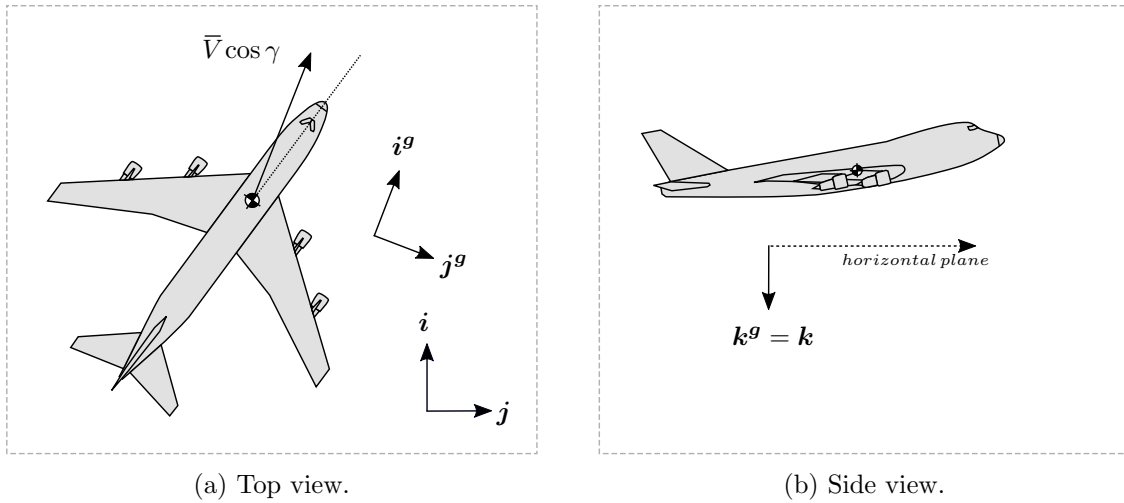 V̅ cos γ
i^g
j^g
i
j
horizontal plane
k^g = k
(a) Top view.
(b) Side view.